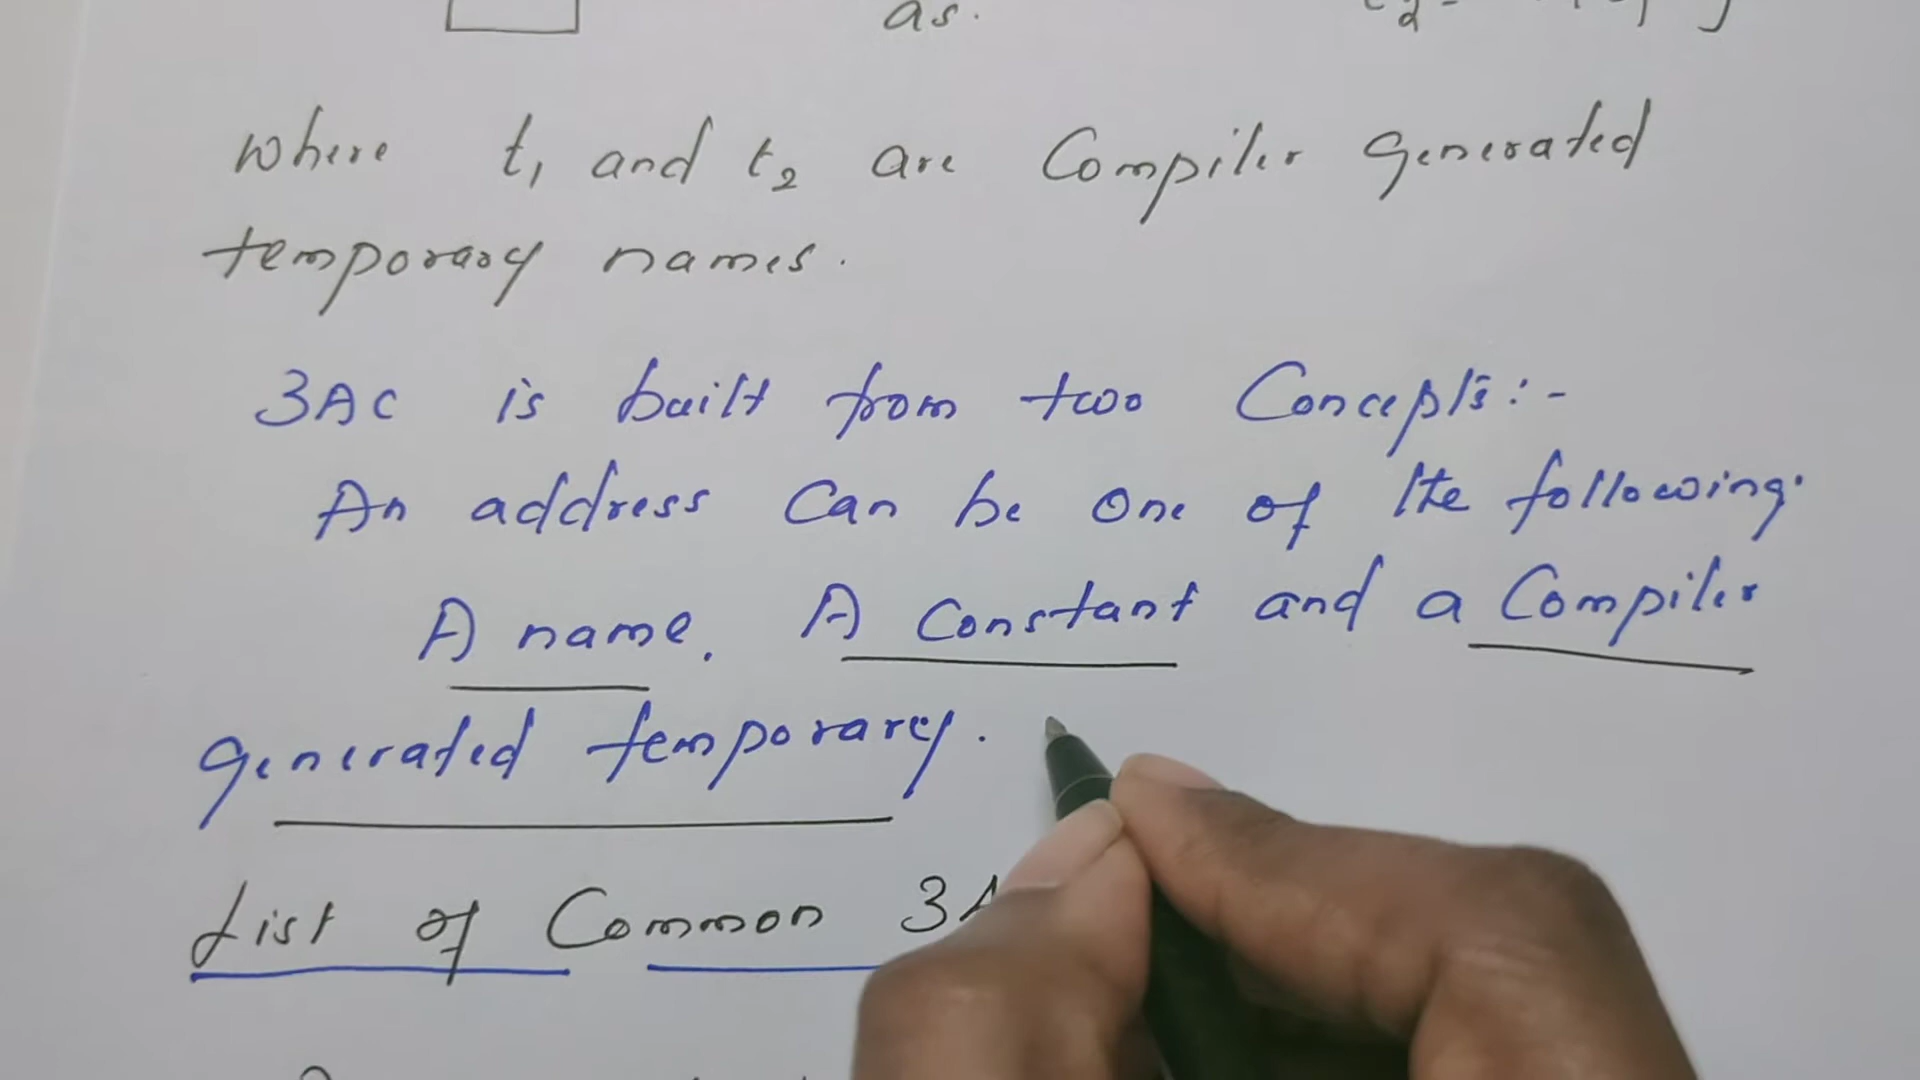 as.
where t₁ and t₂ are Compiler generated
temporary names.
3AC is built from two Concepts:-
An address Can be one of the following.
A name. A Constant and a Compiler
generated temporary.
List of Common